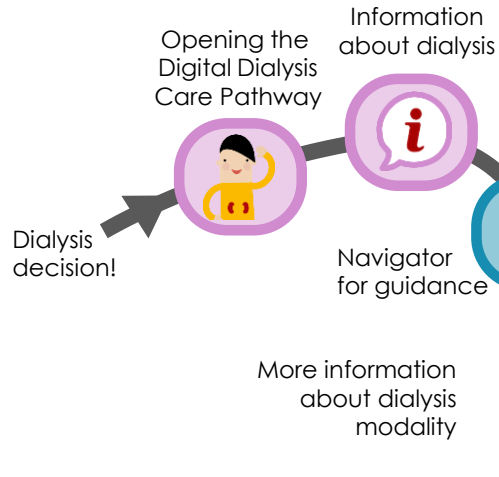 Information
about dialysis
Opening the
Digital Dialysis
Care Pathway
i
Dialysis
decision!
Navigator
for guidance
More information
about dialysis
modality